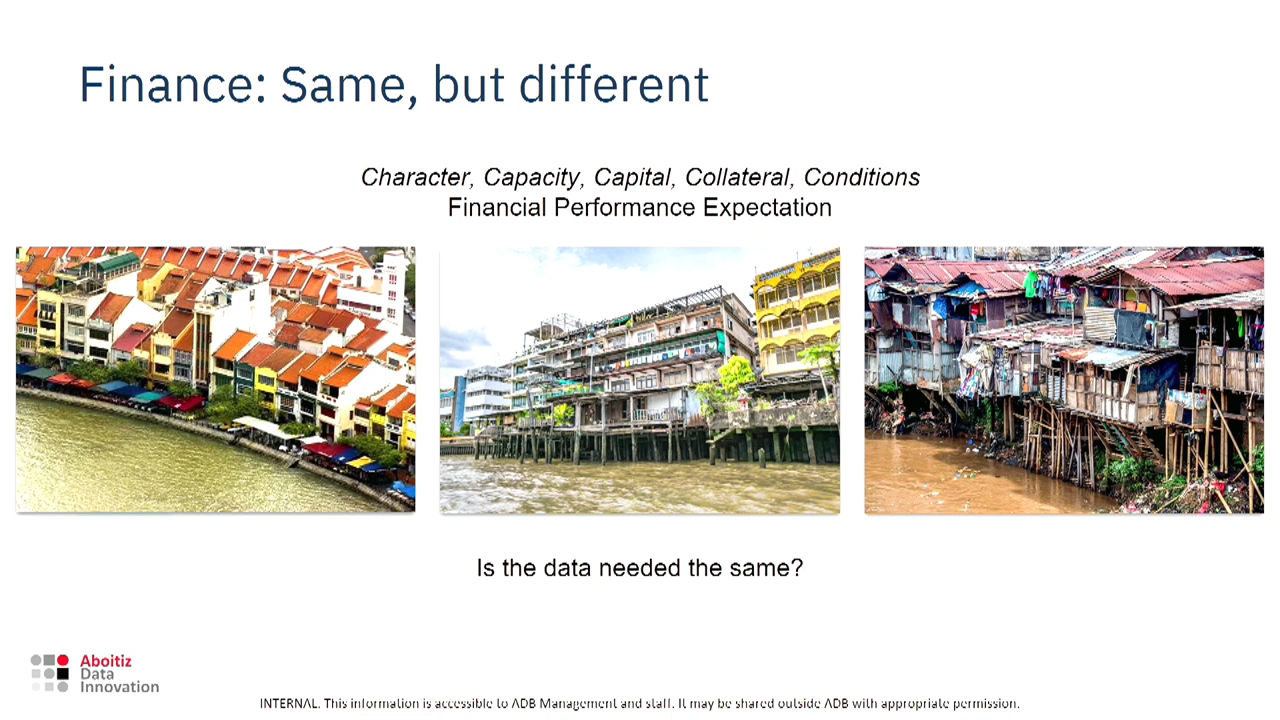 Finance: Same, but different
Character, Capacity, Capital, Collateral, Conditions
Financial Performance Expectation
Is the data needed the same?
Aboitiz
Data
Innovation
INTERNAL. This information is accessible to ADB Management and staff. It may be shared outside ADB with appropriate permission.